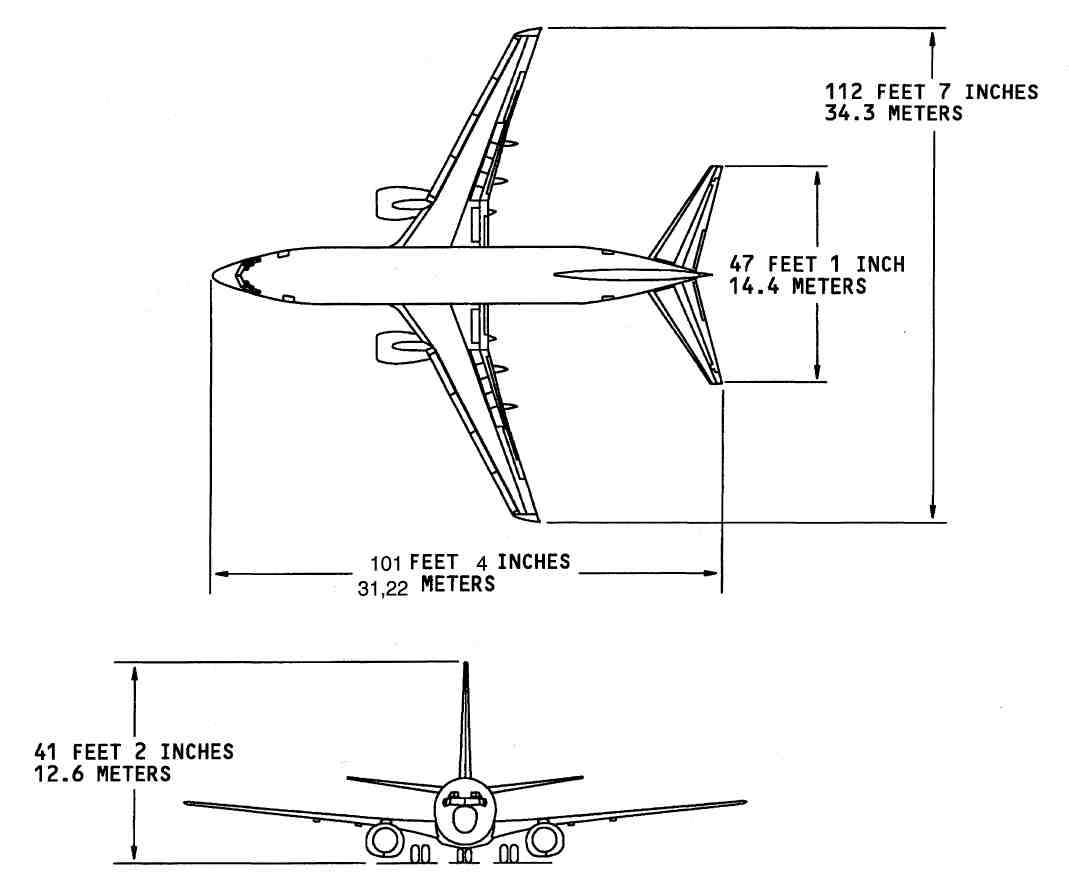 112 FEET 7 INCHES
34.3 METERS
47 FEET 1 INCH
14.4 METERS
101 FEET 4 INCHES
31,22 METERS
41 FEET 2 INCHES
12.6 METERS